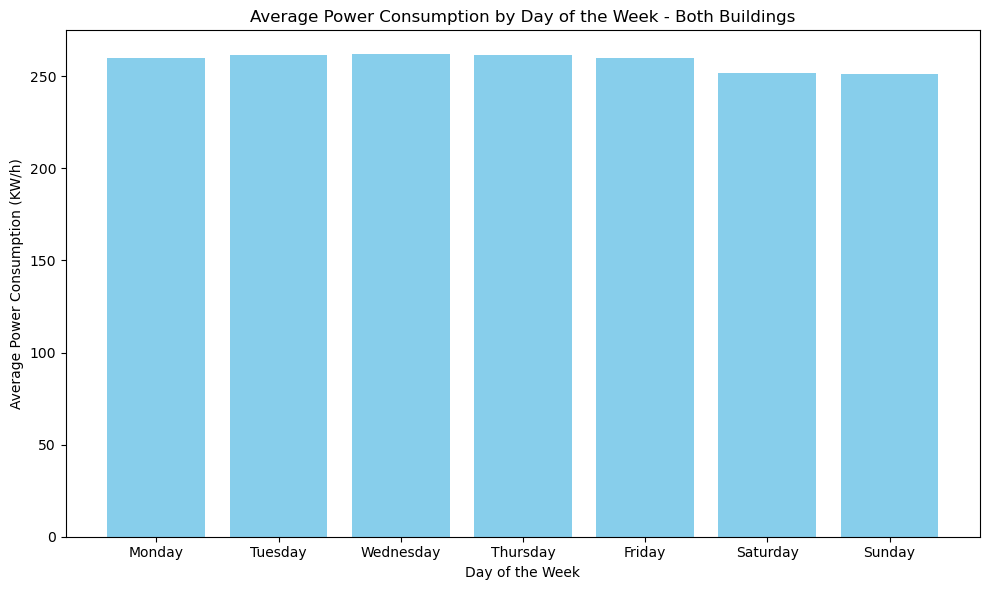 Average Power Consumption by Day of the Week - Both Buildings
Average Power Consumption (KW/h)
250
200
150
100
50
0
Monday Tuesday Wednesday Thursday Friday Saturday Sunday
Day of the Week